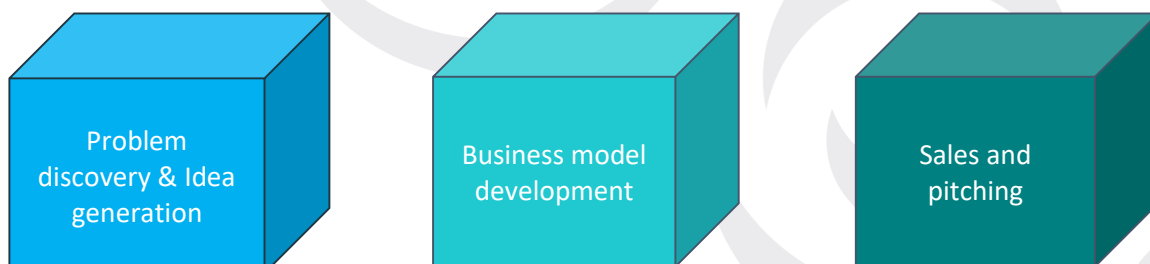 Problem
discovery & Idea
generation
Business model
development
Sales and
pitching